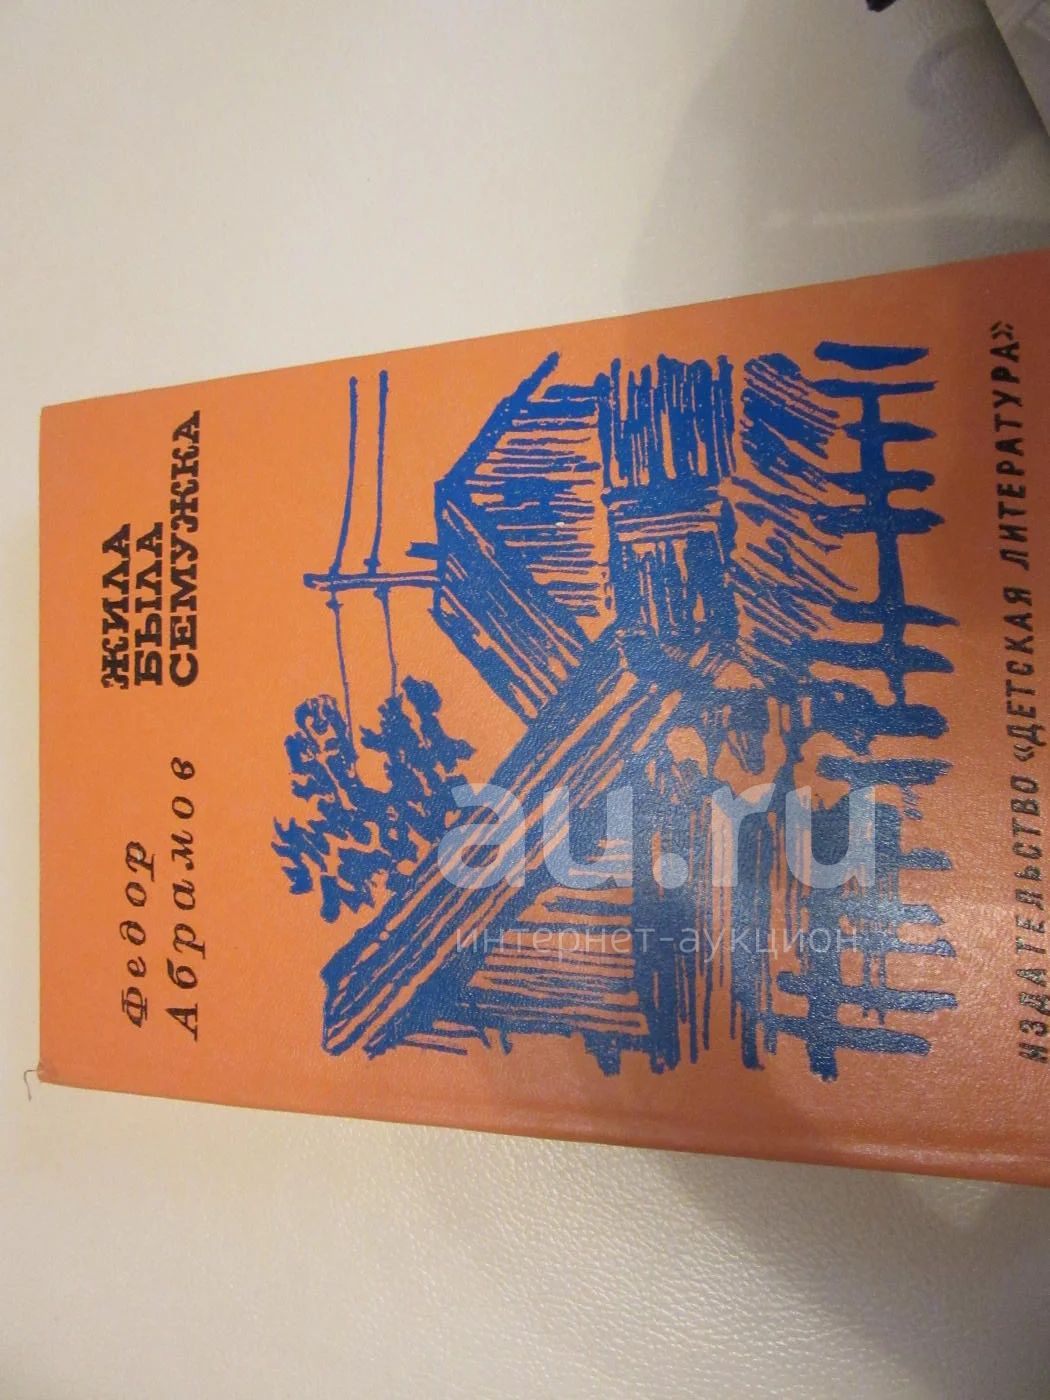 Федор
Абрамов
ЖИЛА
БЫЛА
СЕМУЖКА
ИЗДАТЕЛЬСТВО «ДЕТСКАЯ ЛИТЕРАТУРА»
au.ru
интернет-аукцион